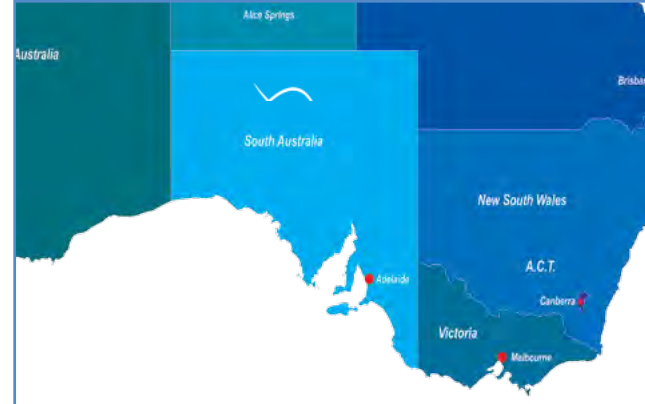 Alice Springs
Australia
Brisba
South Australia
New South Wales
A.C.T.
Adelaide
Canberra
Victoria
Melbourne